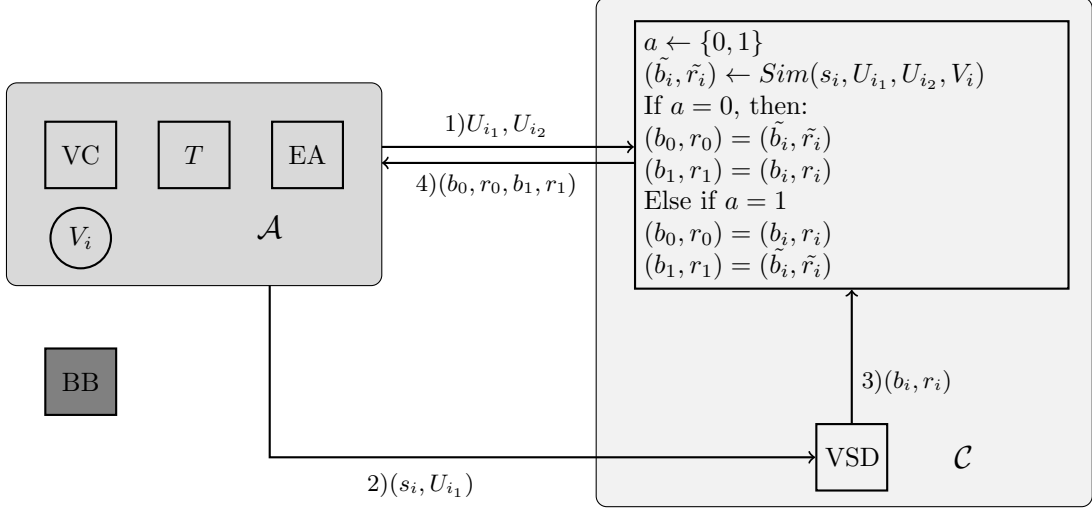 a ← {0, 1}
(b̃_i, r̃_i) ← Sim(s_i, U_{i_1}, U_{i_2}, V_i)
If a = 0, then:
(b_0, r_0) = (b̃_i, r̃_i)
(b_1, r_1) = (b_i, r_i)
Else if a = 1
(b_0, r_0) = (b_i, r_i)
(b_1, r_1) = (b̃_i, r̃_i)
1)U_{i_1}, U_{i_2}
4)(b_0, r_0, b_1, r_1)
VC
T
EA
V_i
𝒜
BB
3)(b_i, r_i)
VSD
𝒞
2)(s_i, U_{i_1})